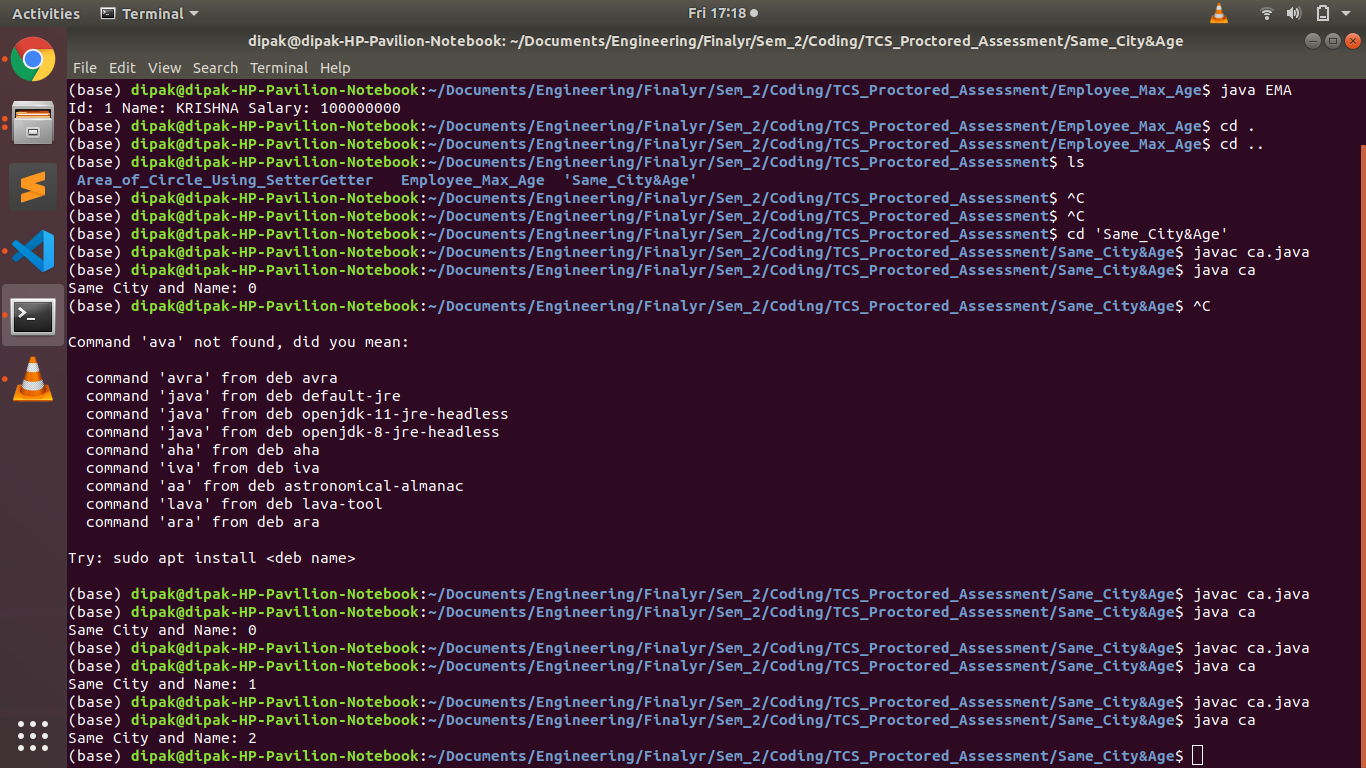 Activities Terminal Fri 17:18
dipak@dipak-HP-Pavilion-Notebook: ~/Documents/Engineering/Finalyr/Sem_2/Coding/TCS_Proctored_Assessment/Same_City&Age
File Edit View Search Terminal Help
(base) dipak@dipak-HP-Pavilion-Notebook:~/Documents/Engineering/Finalyr/Sem_2/Coding/TCS_Proctored_Assessment/Employee_Max_Age$ java EMA
Id: 1 Name: KRISHNA Salary: 100000000
(base) dipak@dipak-HP-Pavilion-Notebook:~/Documents/Engineering/Finalyr/Sem_2/Coding/TCS_Proctored_Assessment/Employee_Max_Age$ cd .
(base) dipak@dipak-HP-Pavilion-Notebook:~/Documents/Engineering/Finalyr/Sem_2/Coding/TCS_Proctored_Assessment/Employee_Max_Age$ cd ..
(base) dipak@dipak-HP-Pavilion-Notebook:~/Documents/Engineering/Finalyr/Sem_2/Coding/TCS_Proctored_Assessment$ ls
Area_of_Circle_Using_SetterGetter Employee_Max_Age 'Same_City&Age'
(base) dipak@dipak-HP-Pavilion-Notebook:~/Documents/Engineering/Finalyr/Sem_2/Coding/TCS_Proctored_Assessment$ ^C
(base) dipak@dipak-HP-Pavilion-Notebook:~/Documents/Engineering/Finalyr/Sem_2/Coding/TCS_Proctored_Assessment$ ^C
(base) dipak@dipak-HP-Pavilion-Notebook:~/Documents/Engineering/Finalyr/Sem_2/Coding/TCS_Proctored_Assessment$ cd 'Same_City&Age'
(base) dipak@dipak-HP-Pavilion-Notebook:~/Documents/Engineering/Finalyr/Sem_2/Coding/TCS_Proctored_Assessment/Same_City&Age$ javac ca.java
(base) dipak@dipak-HP-Pavilion-Notebook:~/Documents/Engineering/Finalyr/Sem_2/Coding/TCS_Proctored_Assessment/Same_City&Age$ java ca
Same City and Name: 0
(base) dipak@dipak-HP-Pavilion-Notebook:~/Documents/Engineering/Finalyr/Sem_2/Coding/TCS_Proctored_Assessment/Same_City&Age$ ^C
Command 'ava' not found, did you mean:
command 'avra' from deb avra
command 'java' from deb default-jre
command 'java' from deb openjdk-11-jre-headless
command 'java' from deb openjdk-8-jre-headless
command 'aha' from deb aha
command 'iva' from deb iva
command 'aa' from deb astronomical-almanac
command 'lava' from deb lava-tool
command 'ara' from deb ara
Try: sudo apt install <deb name>
(base) dipak@dipak-HP-Pavilion-Notebook:~/Documents/Engineering/Finalyr/Sem_2/Coding/TCS_Proctored_Assessment/Same_City&Age$ javac ca.java
(base) dipak@dipak-HP-Pavilion-Notebook:~/Documents/Engineering/Finalyr/Sem_2/Coding/TCS_Proctored_Assessment/Same_City&Age$ java ca
Same City and Name: 0
(base) dipak@dipak-HP-Pavilion-Notebook:~/Documents/Engineering/Finalyr/Sem_2/Coding/TCS_Proctored_Assessment/Same_City&Age$ javac ca.java
(base) dipak@dipak-HP-Pavilion-Notebook:~/Documents/Engineering/Finalyr/Sem_2/Coding/TCS_Proctored_Assessment/Same_City&Age$ java ca
Same City and Name: 1
(base) dipak@dipak-HP-Pavilion-Notebook:~/Documents/Engineering/Finalyr/Sem_2/Coding/TCS_Proctored_Assessment/Same_City&Age$ javac ca.java
(base) dipak@dipak-HP-Pavilion-Notebook:~/Documents/Engineering/Finalyr/Sem_2/Coding/TCS_Proctored_Assessment/Same_City&Age$ java ca
Same City and Name: 2
(base) dipak@dipak-HP-Pavilion-Notebook:~/Documents/Engineering/Finalyr/Sem_2/Coding/TCS_Proctored_Assessment/Same_City&Age$